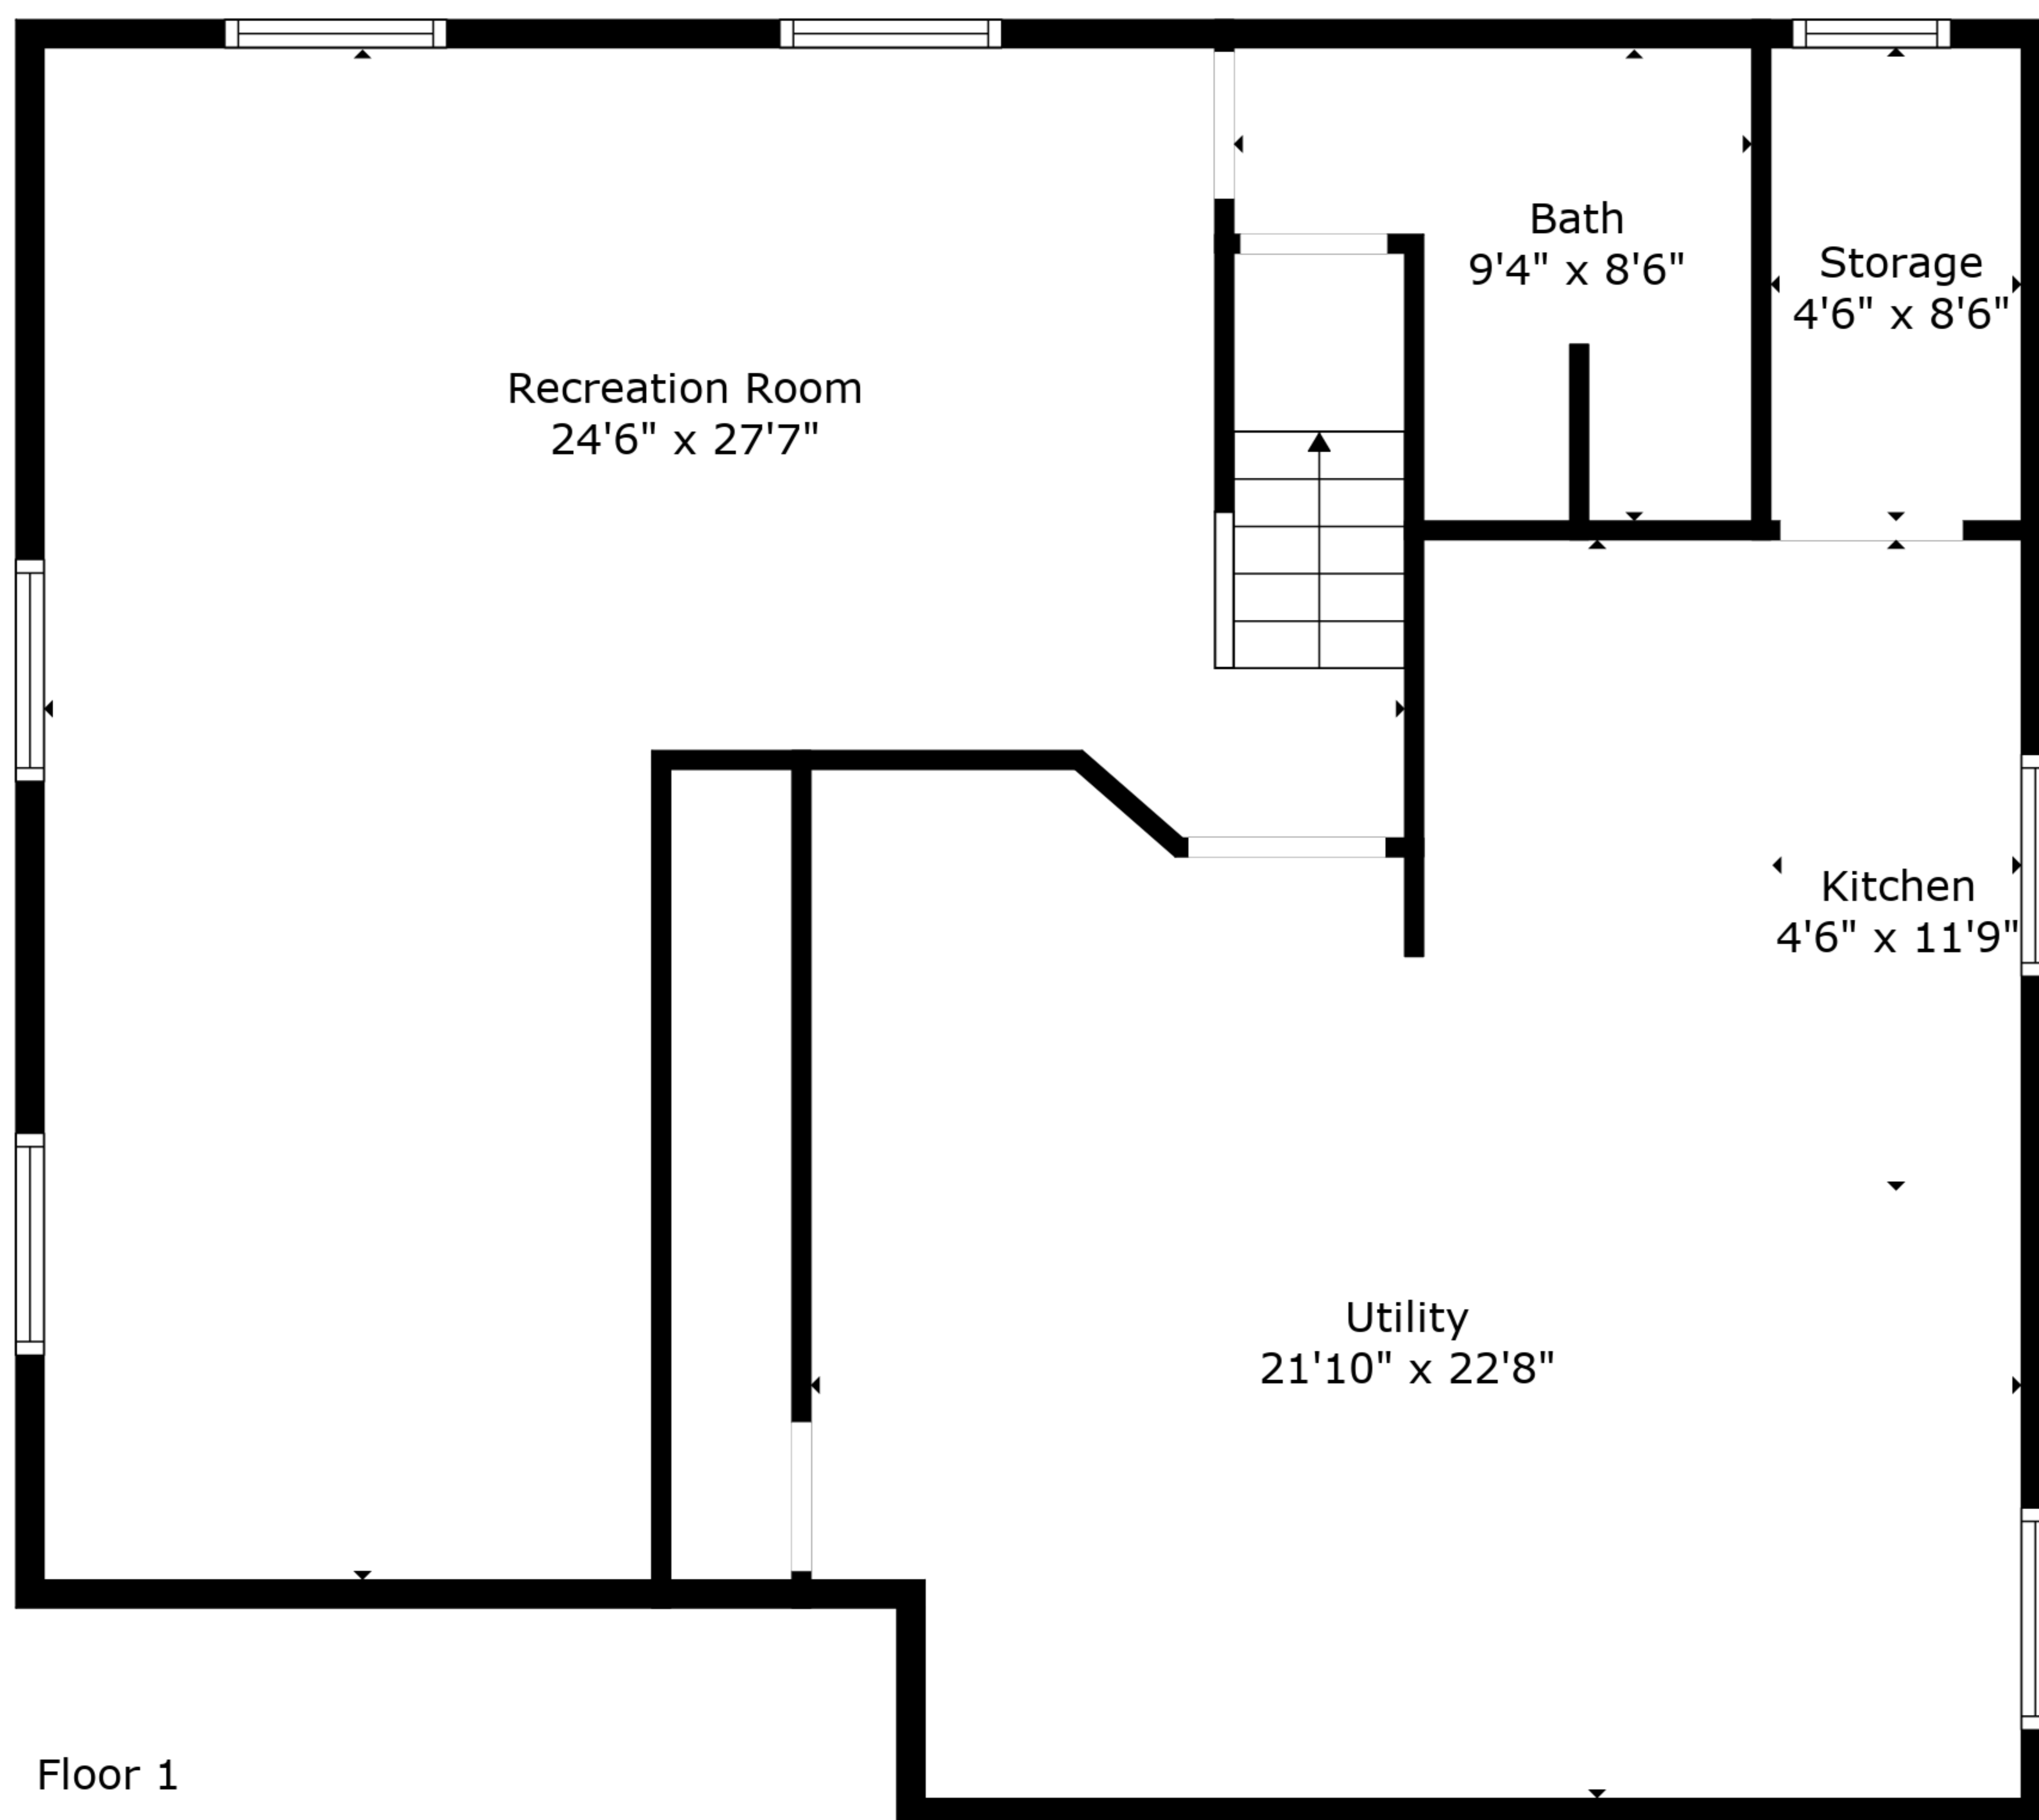 Bath
9'4" x 8'6"
Storage
4'6" x 8'6"
Recreation Room
24'6" x 27'7"
Kitchen
4'6" x 11'9"
Utility
21'10" x 22'8"
Floor 1